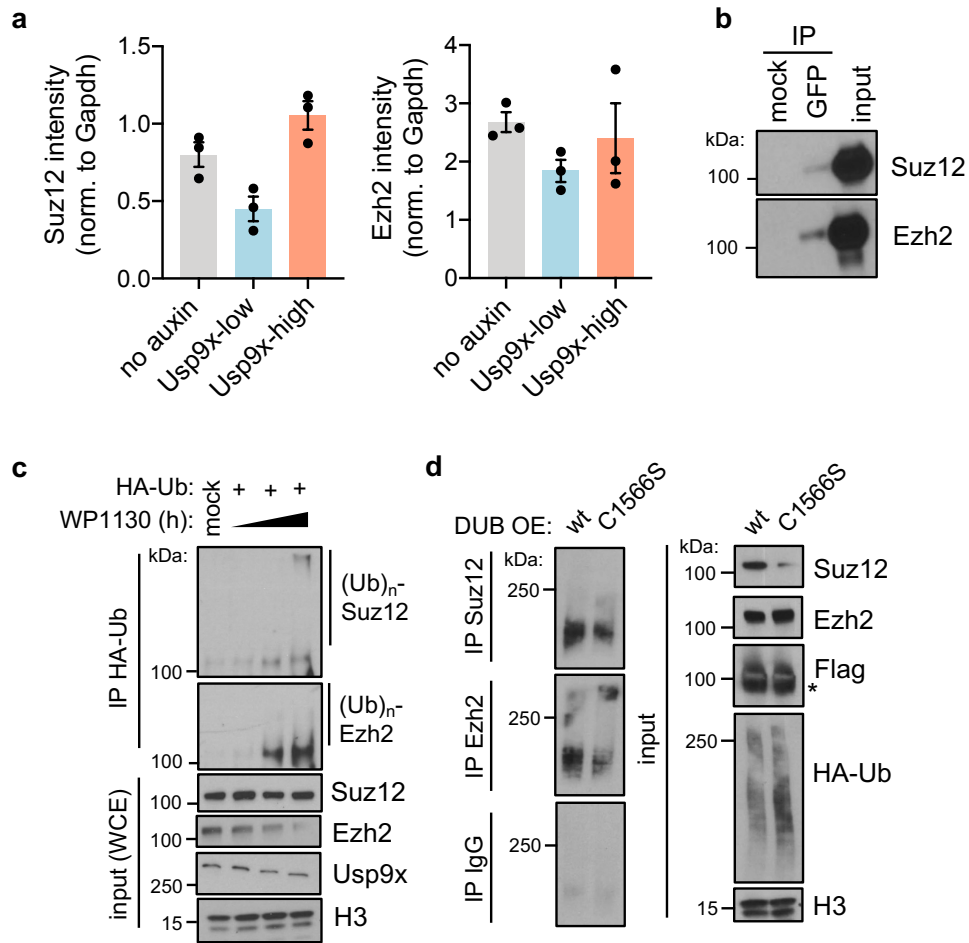 a
Suz12 intensity
(norm. to Gapdh)
1.5
1.0
0.5
0.0
no auxin
Usp9x-low
Usp9x-high
Ezh2 intensity
(norm. to Gapdh)
4
3
2
1
0
no auxin
Usp9x-low
Usp9x-high
b
IP
mock
GFP
input
kDa:
100
Suz12
100
Ezh2
c
HA-Ub: mock + + +
WP1130 (h):
IP HA-Ub
kDa:
(Ub)n-
Suz12
100
(Ub)n-
Ezh2
100
input (WCE)
100
Suz12
100
Ezh2
250
Usp9x
15
H3
d
DUB OE: wt C1566S
kDa:
IP Suz12
250
IP Ezh2
250
IP IgG
250
wt C1566S
input
kDa:
100
Suz12
100
Ezh2
100
Flag
*
250
HA-Ub
15
H3